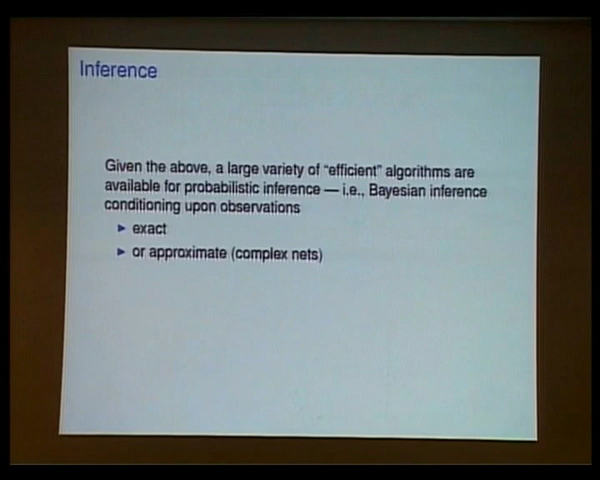 Inference
Given the above, a large variety of “efficient” algorithms are
available for probabilistic inference — i.e., Bayesian inference
conditioning upon observations
► exact
► or approximate (complex nets)